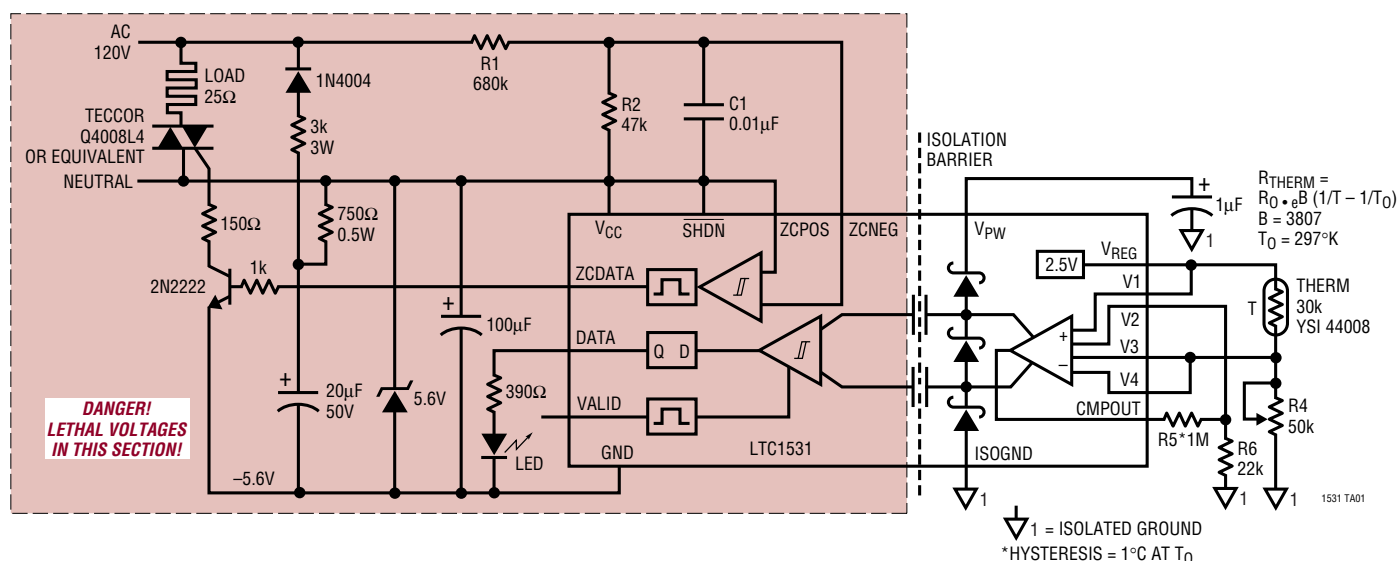 AC
120V
LOAD
25Ω
TECCOR
Q4008L4
OR EQUIVALENT
NEUTRAL
1N4004
3k
3W
R1
680k
R2
47k
C1
0.01µF
150Ω
750Ω
0.5W
1k
2N2222
+
20µF
50V
5.6V
+
100µF
390Ω
LED
–5.6V
DANGER!
LETHAL VOLTAGES
IN THIS SECTION!
VCC
SHDN
ZCPOS
ZCNEG
ZCDATA
DATA
Q D
VALID
GND
LTC1531
ISOLATION
BARRIER
VPW
+
1µF
1
2.5V
VREG
V1
V2
V3
V4
+
–
CMPOUT
ISOGND
R5*1M
R6
22k
R4
50k
T
THERM
30k
YSI 44008
RTHERM =
RO • eB (1/T – 1/TO)
B = 3807
TO = 297°K
1
1
1
1531 TA01
1 = ISOLATED GROUND
*HYSTERESIS = 1°C AT TO